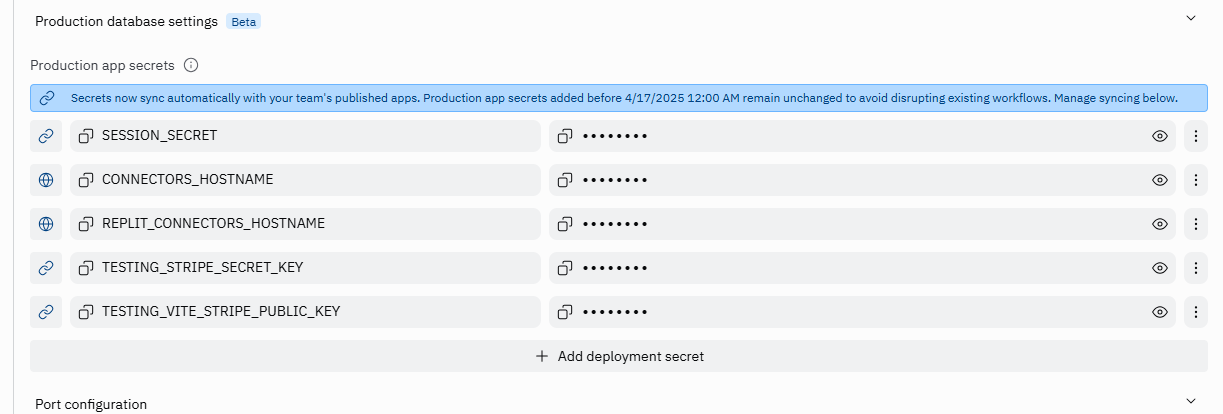 Production database settings Beta
Production app secrets
Secrets now sync automatically with your team's published apps. Production app secrets added before 4/17/2025 12:00 AM remain unchanged to avoid disrupting existing workflows. Manage syncing below.
SESSION_SECRET ••••••••
CONNECTORS_HOSTNAME ••••••••
REPLIT_CONNECTORS_HOSTNAME ••••••••
TESTING_STRIPE_SECRET_KEY ••••••••
TESTING_VITE_STRIPE_PUBLIC_KEY ••••••••
+ Add deployment secret
Port configuration